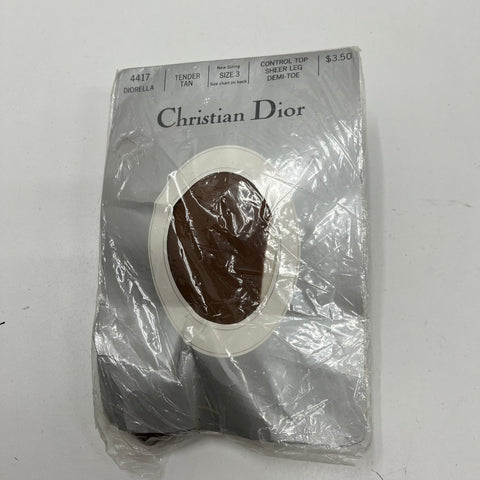 4417
DIORELLA
TENDER
TAN
New Sizing
SIZE 3
Size chart on back
CONTROL TOP
SHEER LEG
DEMI-TOE
$3.50
Christian Dior